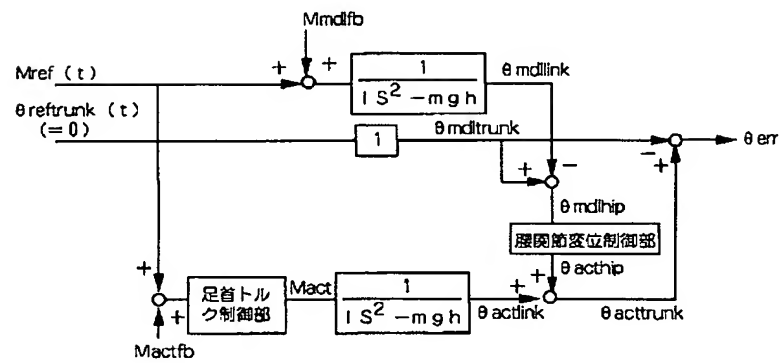 Mmdlfb
Mref (t)
+
+
1
I S² - m g h
θ mdllink
θ reftrunk (t)
(=0)
1
θ mdltrunk
-
+
θ err
+
-
θ mdlhip
腰関節変位制御部
+
θ acthip
+
+
足首トル
ク制御部
Mact
1
I S² - m g h
θ actlink
+
θ acttrunk
Mactfb